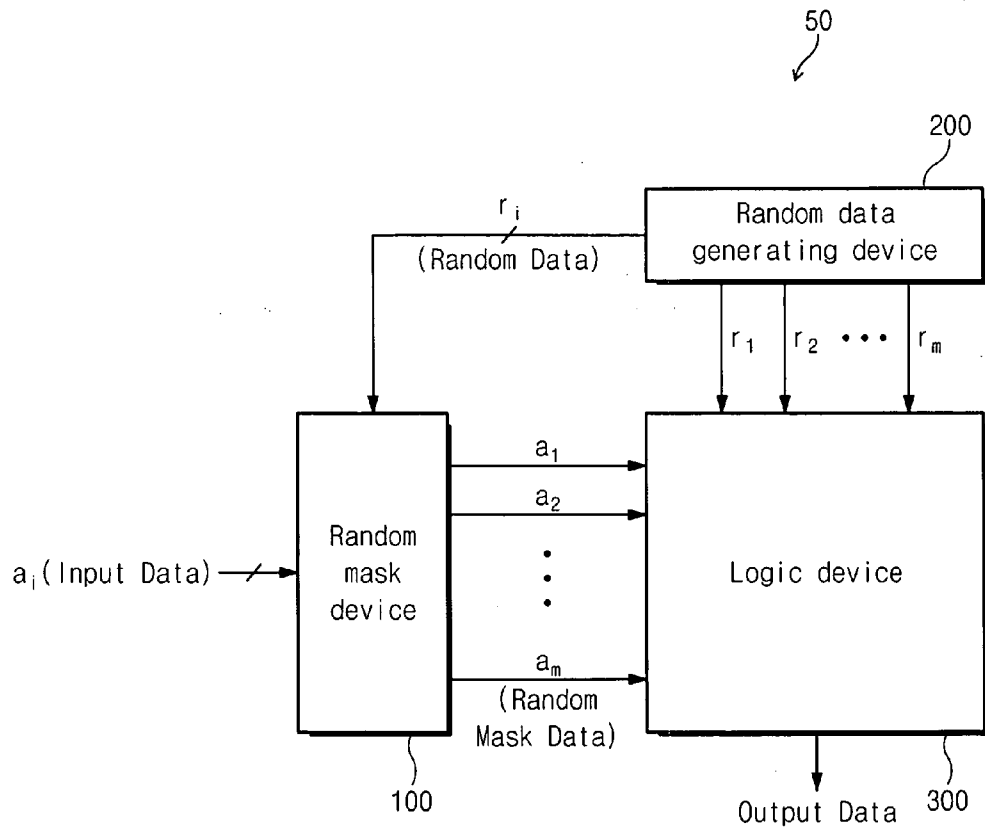 50
200
Random data
generating device
r_i
(Random Data)
r_1 r_2 ••• r_m
a_1
a_2
Random
mask
device
a_i(Input Data)
Logic device
a_m
(Random
Mask Data)
100
300
Output Data